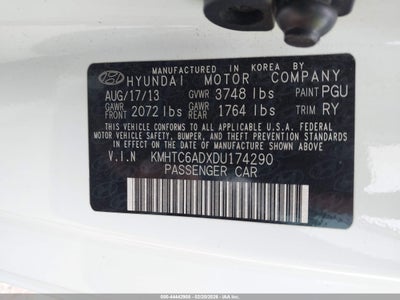 MANUFACTURED IN KOREA BY
HYUNDAI MOTOR COMPANY
AUG/17/13 GVWR 3748 lbs PAINT PGU
GAWR FRONT 2072 lbs GAWR REAR 1764 lbs TRIM RY
THIS VEHICLE CONFORMS TO ALL APPLICABLE U.S. FEDERAL MOTOR
VEHICLE SAFETY, BUMPER, AND THEFT PREVENTION STANDARDS IN
EFFECT ON THE DATE OF MANUFACTURE SHOWN ABOVE.
V.I.N KMHTC6ADXDU174290
PASSENGER CAR